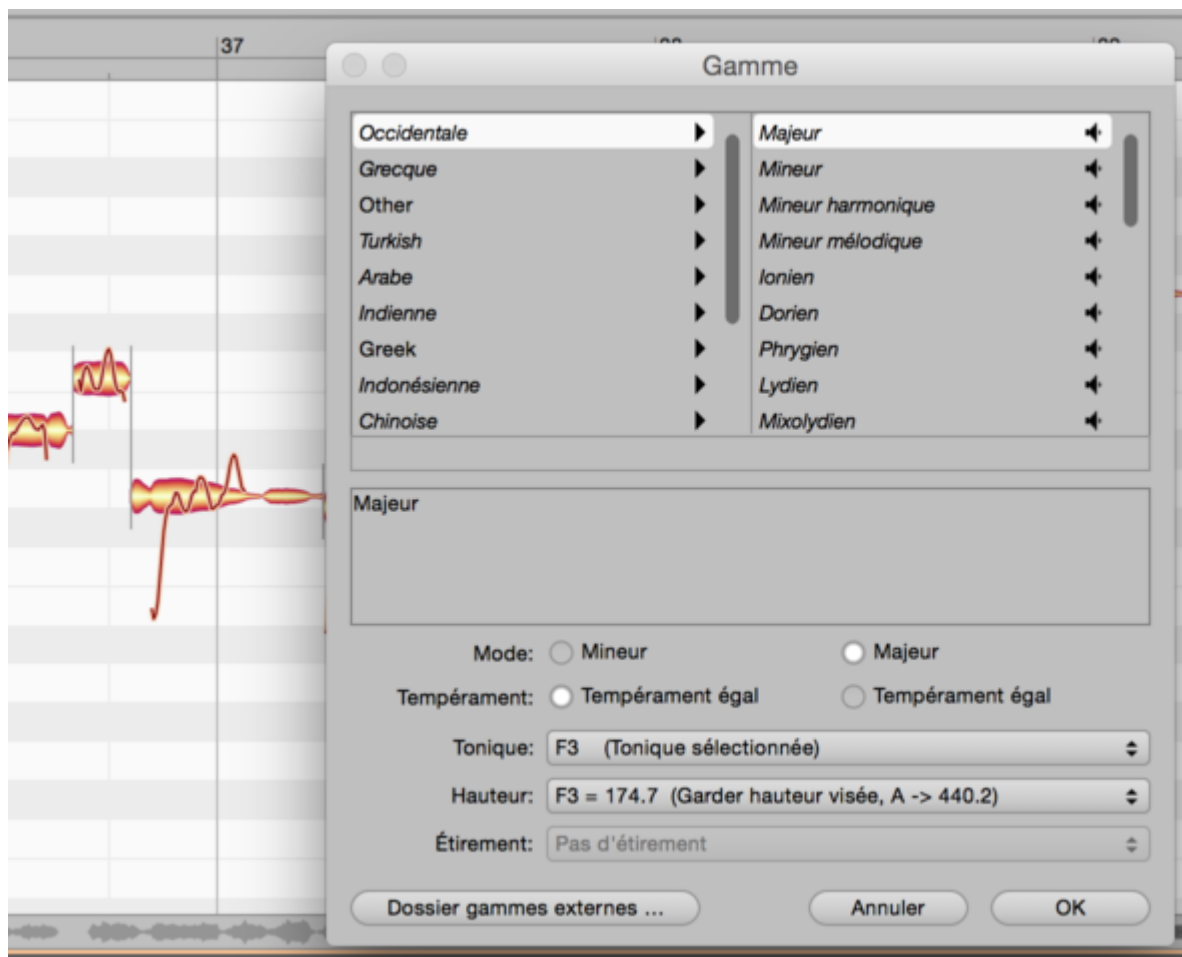 37
Gamme
Occidentale
Majeur
Grecque
Mineur
Other
Mineur harmonique
Turkish
Mineur mélodique
Arabe
Ionien
Indienne
Dorien
Greek
Phrygien
Indonésienne
Lydien
Chinoise
Mixolydien
Majeur
Mode: Mineur Majeur
Tempérament: Tempérament égal Tempérament égal
Tonique: F3 (Tonique sélectionnée)
Hauteur: F3 = 174.7 (Garder hauteur visée, A -> 440.2)
Étirement: Pas d'étirement
Dossier gammes externes ... Annuler OK